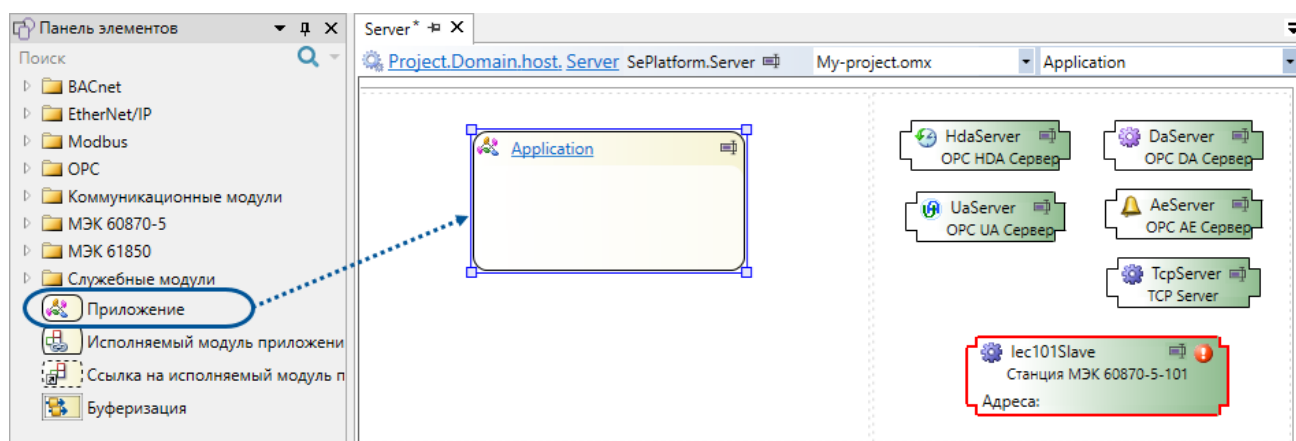 Панель элементов
Поиск
BACnet
EtherNet/IP
Modbus
OPC
Коммуникационные модули
МЭК 60870-5
МЭК 61850
Служебные модули
Приложение
Исполняемый модуль приложени
Ссылка на исполняемый модуль п
Буферизация
Server*
Project.Domain.host. Server SePlatform.Server My-project.omx Application
Application
HdaServer
OPC HDA Сервер
DaServer
OPC DA Сервер
UaServer
OPC UA Сервер
AeServer
OPC AE Сервер
TcpServer
TCP Server
Iec101Slave
Станция МЭК 60870-5-101
Адреса: